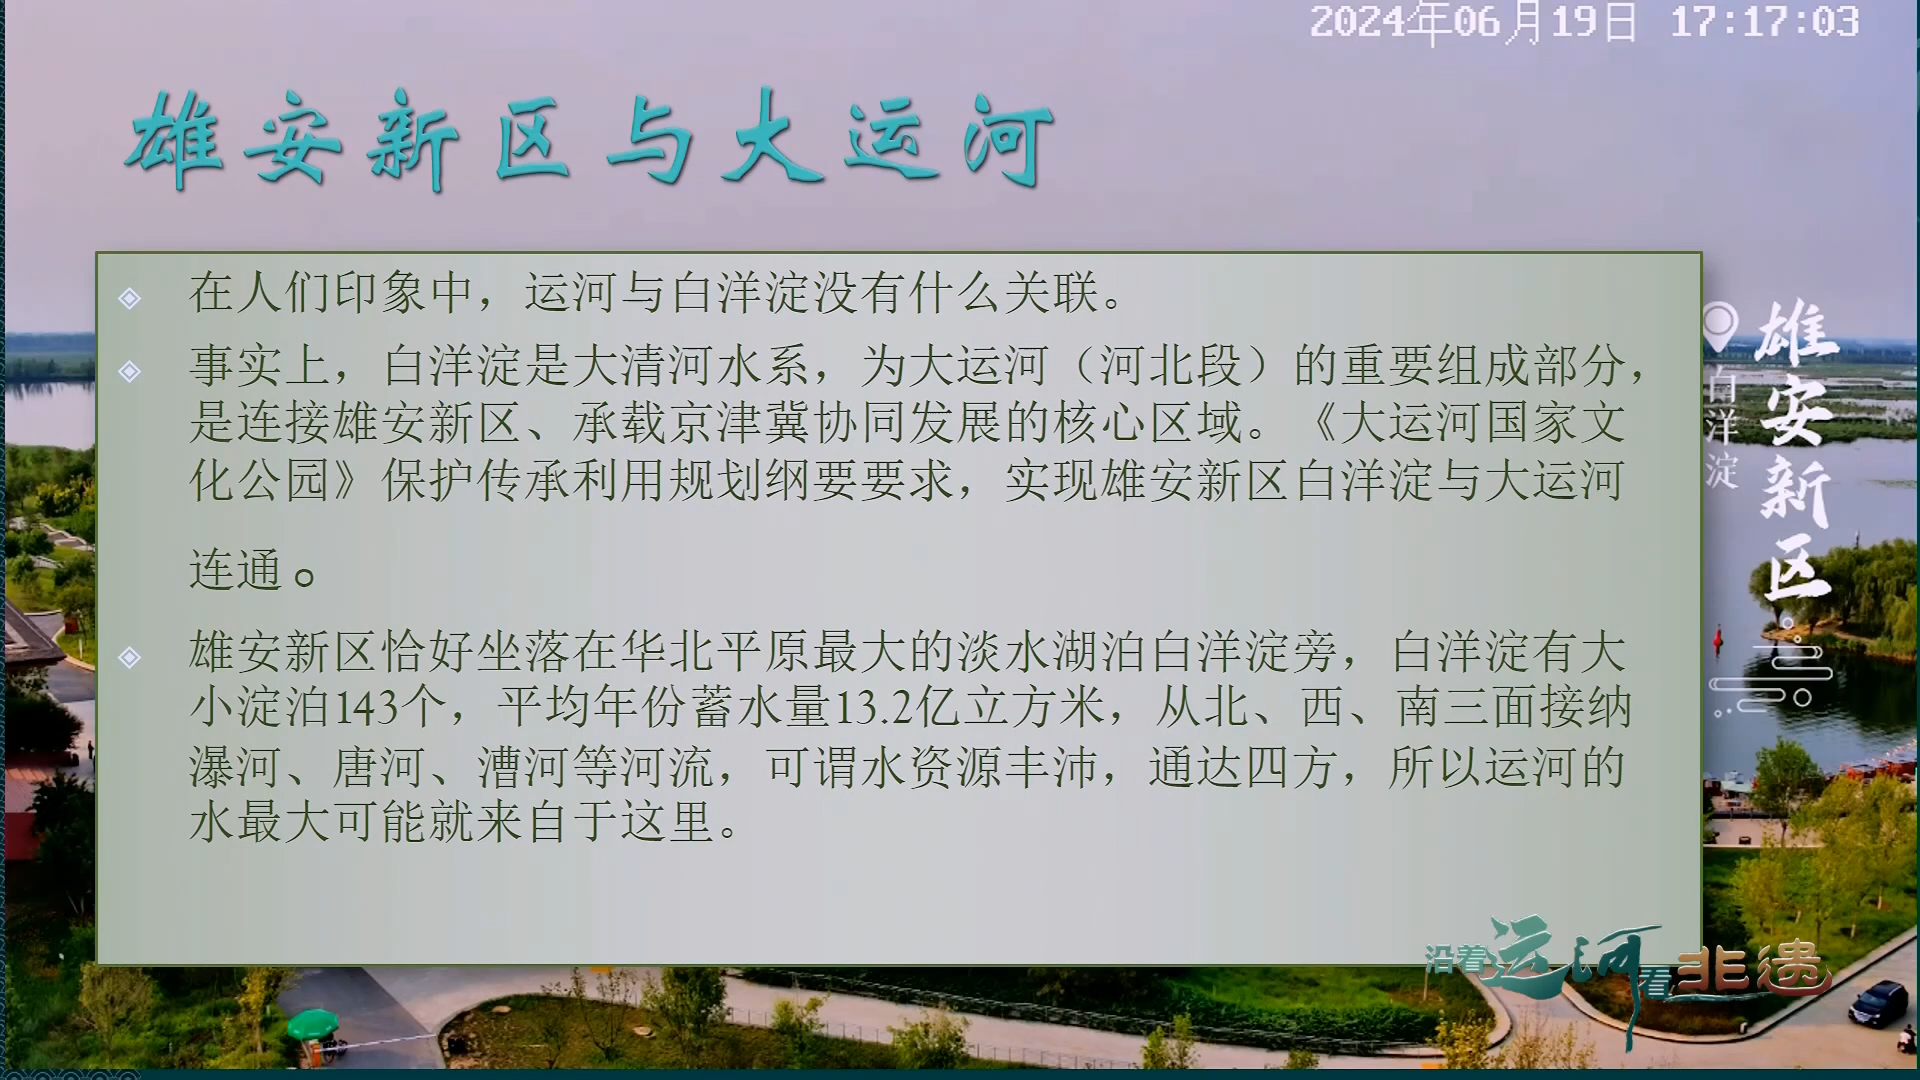 2024年06月19日 17:17:03
雄安新区与大运河
在人们印象中，运河与白洋淀没有什么关联。
事实上，白洋淀是大清河水系，为大运河（河北段）的重要组成部分，
是连接雄安新区、承载京津冀协同发展的核心区域。《大运河国家文
化公园》保护传承利用规划纲要要求，实现雄安新区白洋淀与大运河
连通。
雄安新区恰好坐落在华北平原最大的淡水湖泊白洋淀旁，白洋淀有大
小淀泊143个，平均年份蓄水量13.2亿立方米，从北、西、南三面接纳
瀑河、唐河、漕河等河流，可谓水资源丰沛，通达四方，所以运河的
水最大可能就来自于这里。
雄安新区
白洋淀
沿着运河看非遗